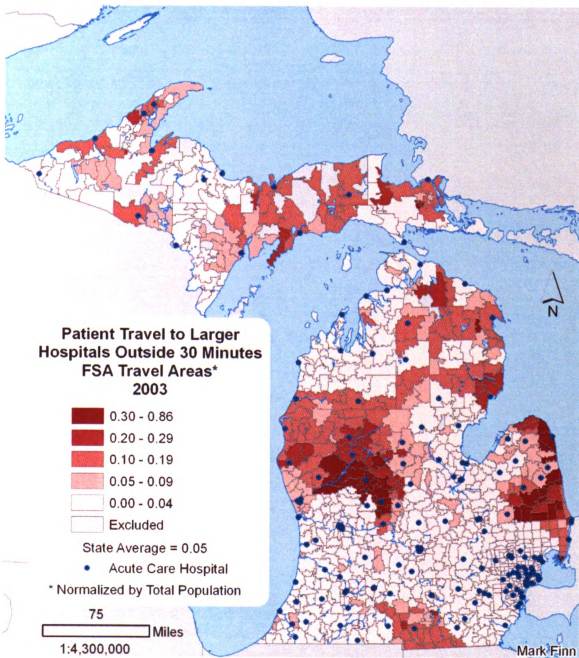 N
Patient Travel to Larger
Hospitals Outside 30 Minutes
FSA Travel Areas*
2003
0.30 - 0.86
0.20 - 0.29
0.10 - 0.19
0.05 - 0.09
0.00 - 0.04
Excluded
State Average = 0.05
Acute Care Hospital
* Normalized by Total Population
75
Miles
1:4,300,000
Mark Finn